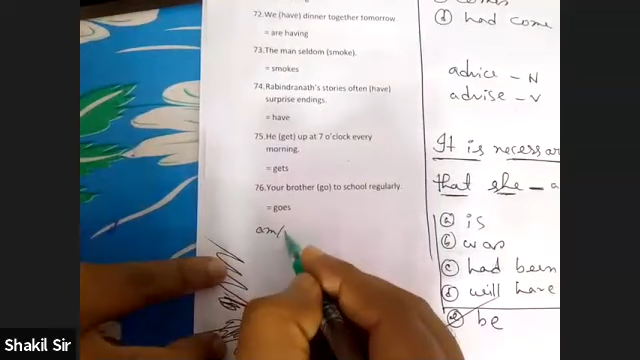 72.We (have) dinner together tomorrow
= are having
73.The man seldom (smoke).
= smokes
74.Rabindranath's stories often (have)
surprise endings.
= have
75.He (get) up at 7 o'clock every
morning.
= gets
76.Your brother (go) to school regularly.
= goes
am/
ⓓ had come
advice – N
advise – V
It is necessar
that she – a
ⓐ is
ⓑ was
ⓒ had been
ⓓ will have
ⓔ be
Shakil Sir